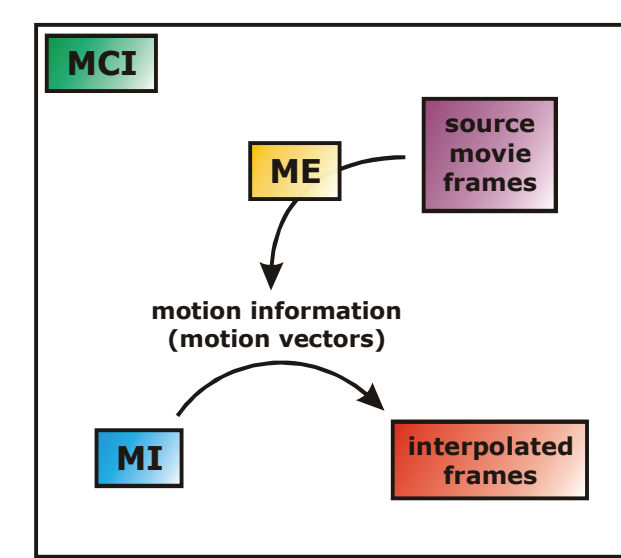 MCI
source
movie
frames
ME
motion information
(motion vectors)
MI
interpolated
frames